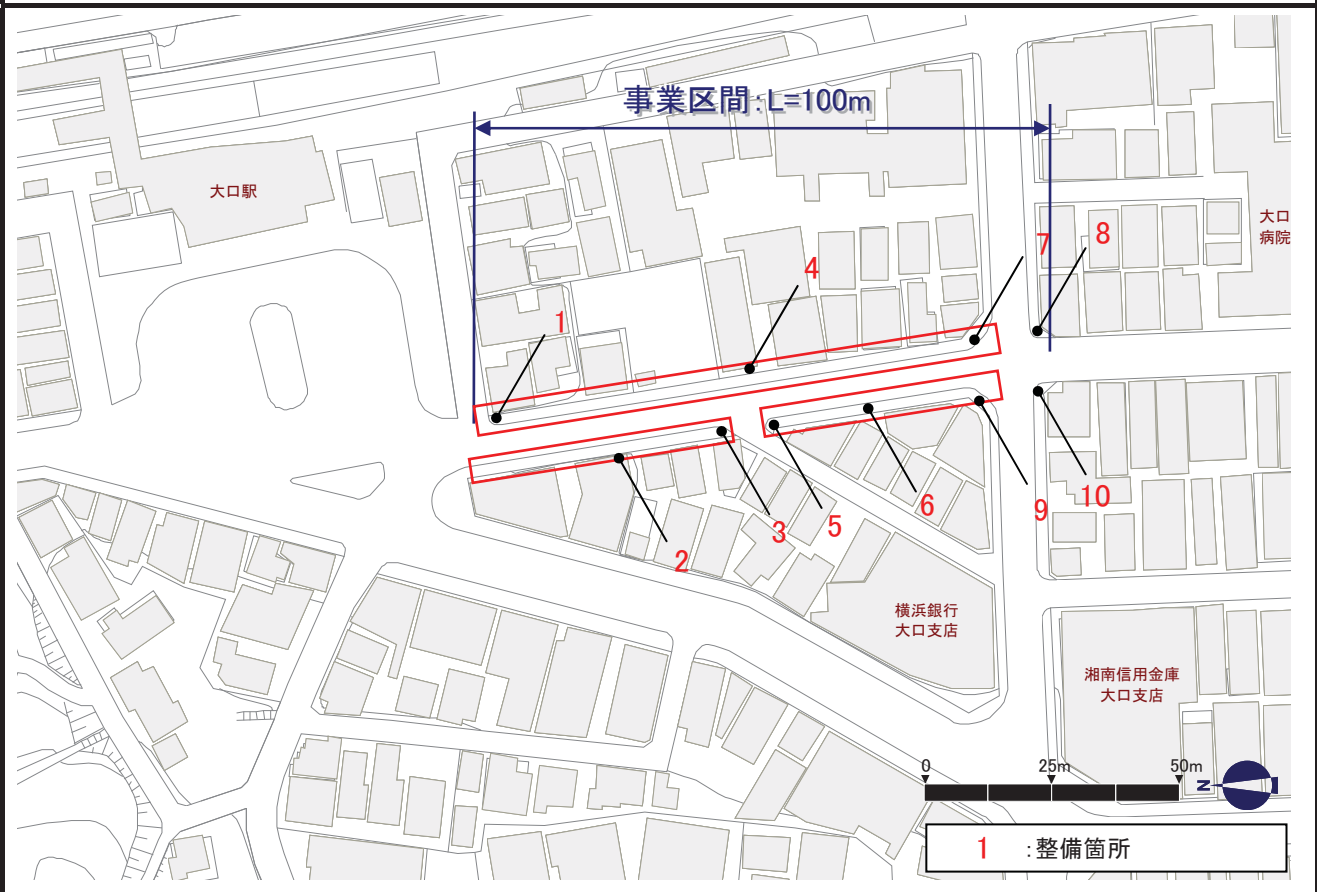 事業区間:L=100m
大口駅
大口
病院
1
4
7
8
2
3
5
6
9
10
横浜銀行
大口支店
湘南信用金庫
大口支店
0 25m 50m
N
1 :整備箇所